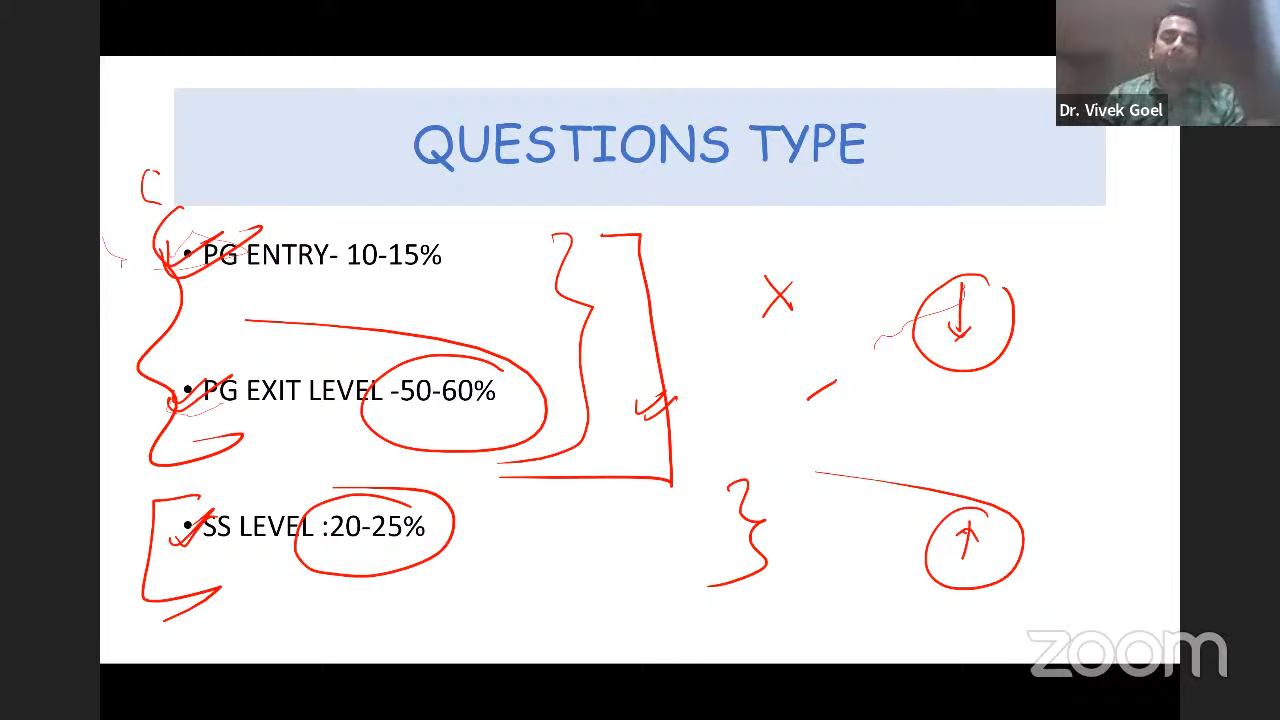 Dr. Vivek Goel
QUESTIONS TYPE
• PG ENTRY- 10-15%
• PG EXIT LEVEL -50-60%
• SS LEVEL :20-25%
zoom